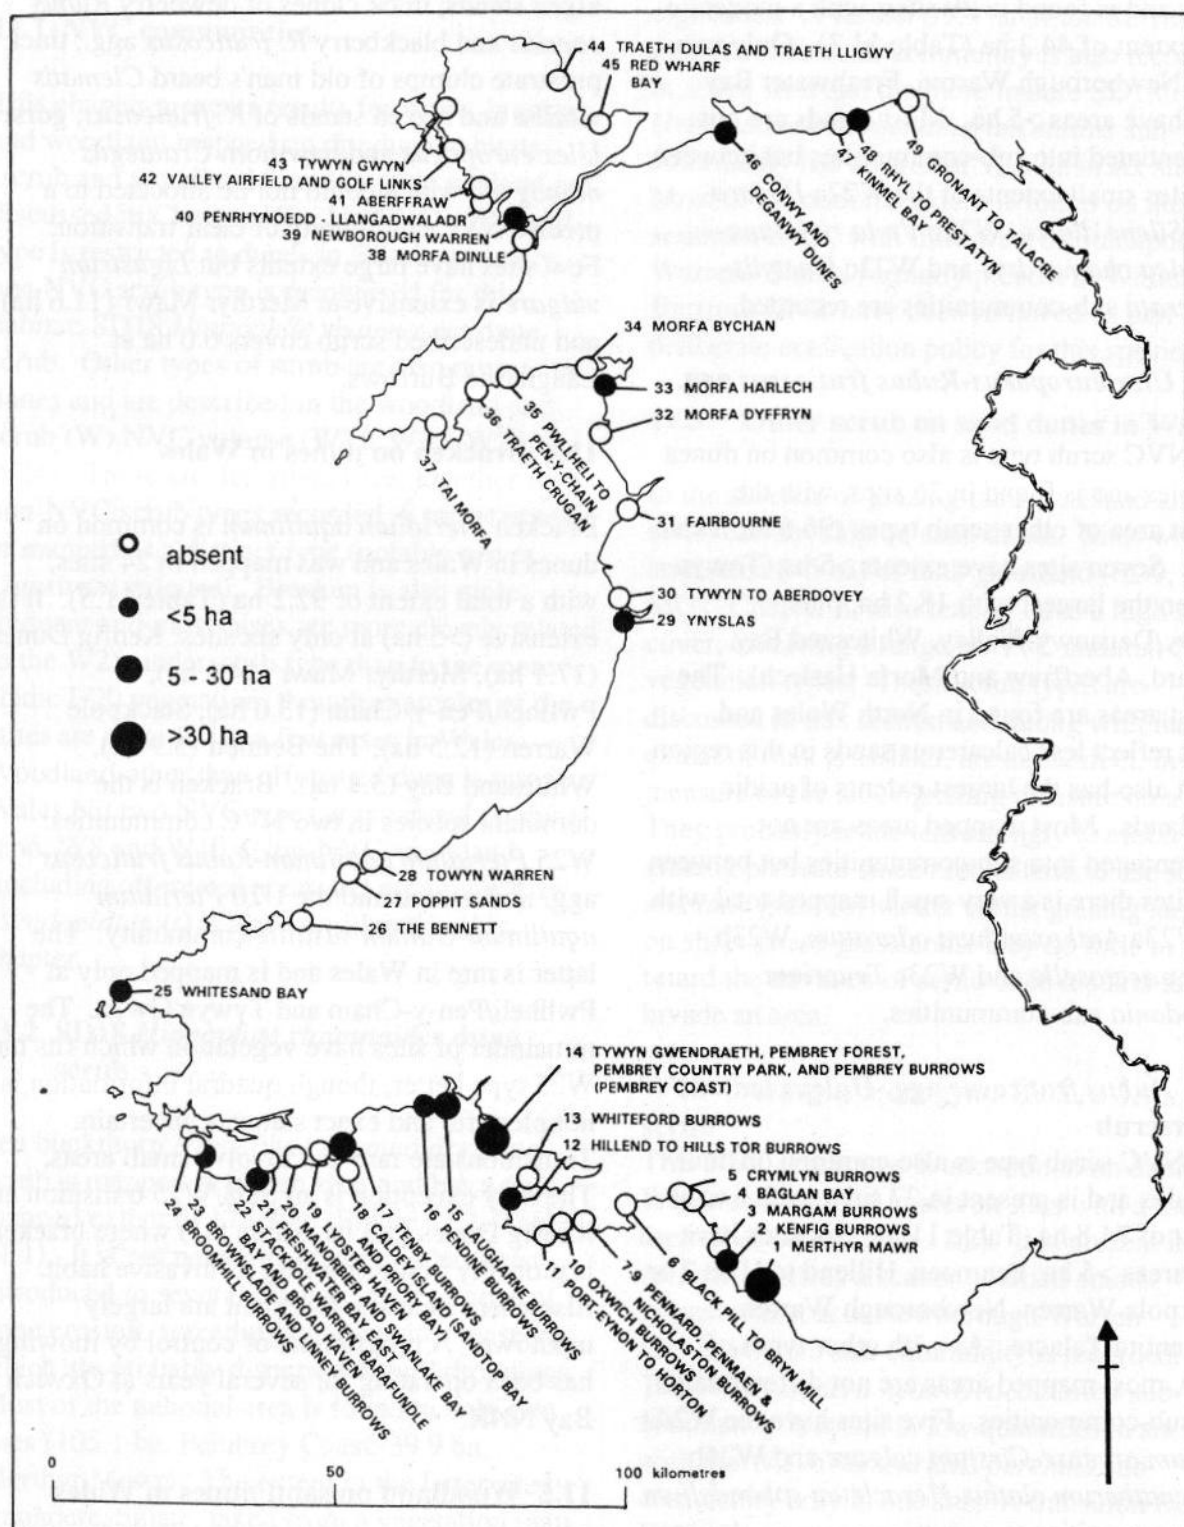 44 TRAETH DULAS AND TRAETH LLIGWY
45 RED WHARF
BAY
43 TYWYN GWYN
42 VALLEY AIRFIELD AND GOLF LINKS
41 ABERFFRAW
40 PENRHYNOEDD - LLANGADWALADR
39 NEWBOROUGH WARREN
38 MORFA DINLLE
46 CONWY AND
DEGANWY DUNES
47 KINMEL BAY
48 RHYL TO PRESTATYN
49 GRONANT TO TALACRE
34 MORFA BYCHAN
33 MORFA HARLECH
32 MORFA DYFFRYN
35 PWLLHELI TO
PEN-Y-CHAIN
36 TRAETH CRUGAN
37 TAI MORFA
31 FAIRBOURNE
30 TYWYN TO ABERDOVEY
29 YNYSLAS
absent
<5 ha
5 - 30 ha
>30 ha
28 TOWYN WARREN
27 POPPIT SANDS
26 THE BENNETT
25 WHITESAND BAY
14 TYWYN GWENDRAETH, PEMBREY FOREST,
PEMBREY COUNTRY PARK, AND PEMBREY BURROWS
(PEMBREY COAST)
13 WHITEFORD BURROWS
12 HILLEND TO HILLS TOR BURROWS
5 CRYMLYN BURROWS
4 BAGLAN BAY
3 MARGAM BURROWS
2 KENFIG BURROWS
1 MERTHYR MAWR
6 BLACK PILL TO BRYN MILL
7-9 PENNARD, PENMAEN &
NICHOLASTON BURROWS
10 OXWICH BURROWS
11 PORT-EYNON TO HORTON
15 LAUGHARNE BURROWS
16 PENDINE BURROWS
17 TENBY BURROWS
18 CALDEY ISLAND (SANDTOP BAY
AND PRIORY BAY)
19 LYDSTEP HAVEN
20 MANORBIER AND SWANLAKE BAY
21 FRESHWATER BAY EAST
22 STACKPOLE WARREN, BARAFUNDLE
BAY AND BROAD HAVEN
23 BROWNSLADE AND LINNEY BURROWS
24 BROOMHILL BURROWS
0 50 100 kilometres